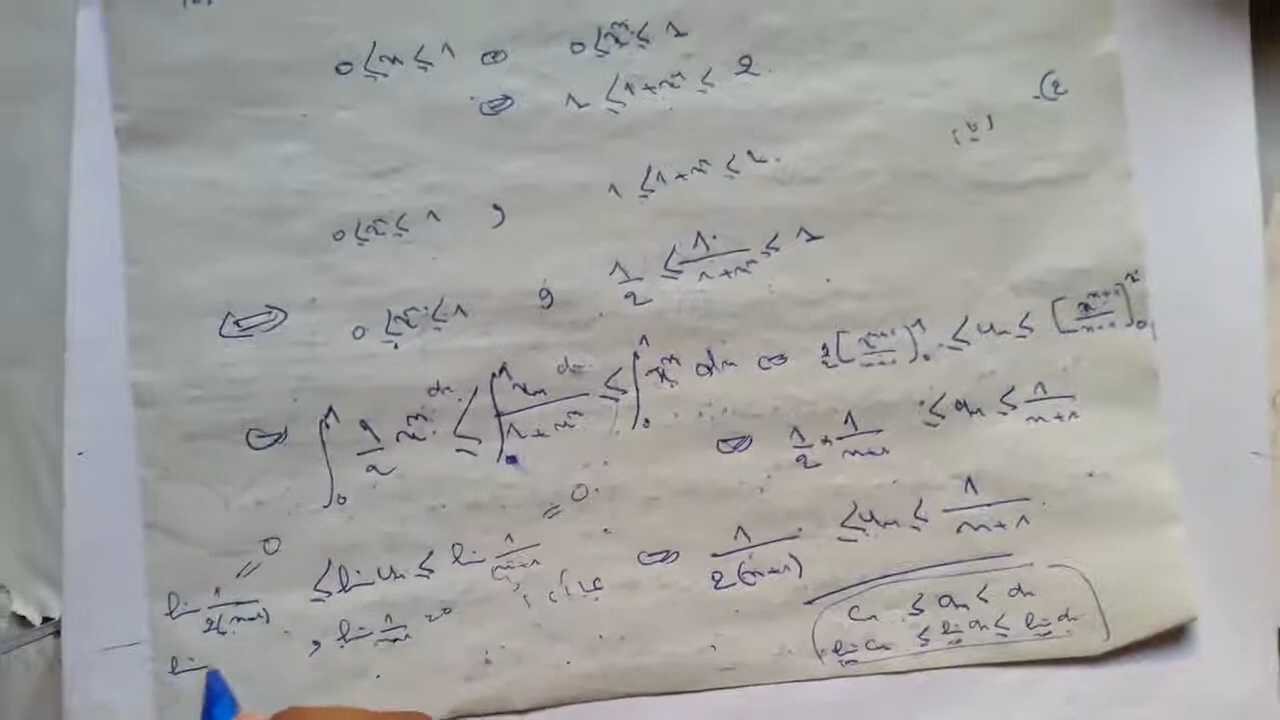 0 ≤ x ≤ 1 ⇔ 0 ≤ xⁿ ≤ 1
⇔ 1 ≤ 1+xⁿ ≤ 2.
(2
0 ≤ xⁿ ≤ 1 , 1 ≤ 1+xⁿ ≤ 2.
⇔ 0 ≤ xⁿ ≤ 1 , 1/2 ≤ 1/(1+xⁿ) ≤ 1
⇔ ∫₀¹ 1/2 xⁿ dx ≤ ∫₀¹ xⁿ/(1+xⁿ) dx ≤ ∫₀¹ xⁿ dx ⇔ 1/2 [xⁿ⁺¹/(n+1)]₀¹ ≤ uₙ ≤ [xⁿ⁺¹/(n+1)]₀¹
⇔ 1/2 × 1/(n+1) ≤ uₙ ≤ 1/(n+1)
⇔ 1/(2(n+1)) ≤ uₙ ≤ 1/(n+1)
lim 1/(2(n+1)) = 0 ≤ lim uₙ ≤ lim 1/(n+1) = 0
lim , lim 1/(n+1) = 0
cₙ ≤ aₙ ≤ dₙ
lim cₙ ≤ lim aₙ ≤ lim dₙ